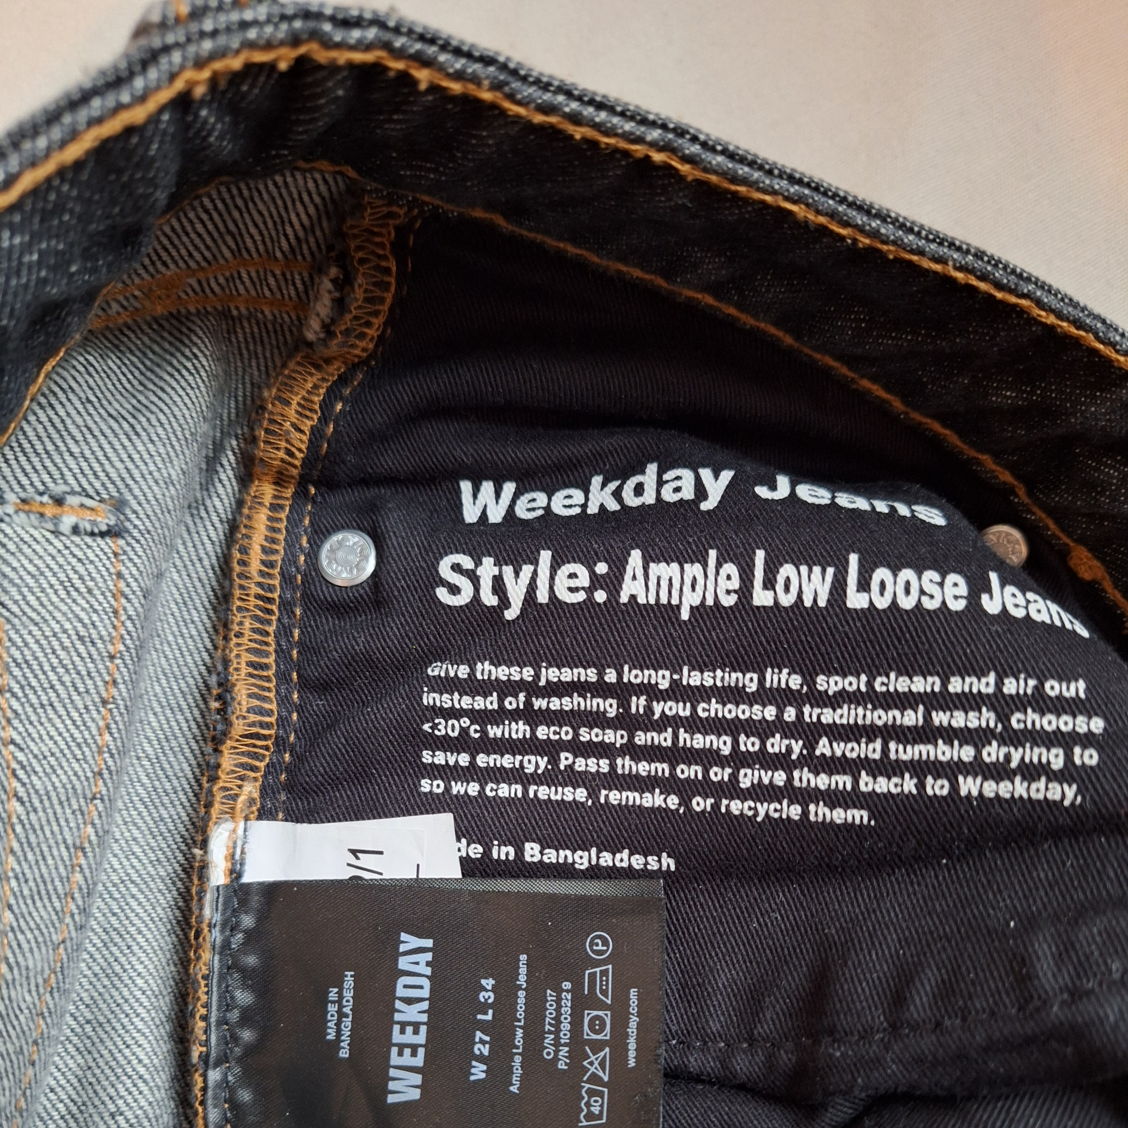 Weekday Jeans
Style: Ample Low Loose Jeans
Give these jeans a long-lasting life, spot clean and air out
instead of washing. If you choose a traditional wash, choose
<30°c with eco soap and hang to dry. Avoid tumble drying to
save energy. Pass them on or give them back to Weekday,
so we can reuse, remake, or recycle them.
in Bangladesh
/1
MADE IN
BANGLADESH
WEEKDAY
W 27 L 34
Ample Low Loose Jeans
O/N 770017
P/N 10903229
40
P
weekday.com